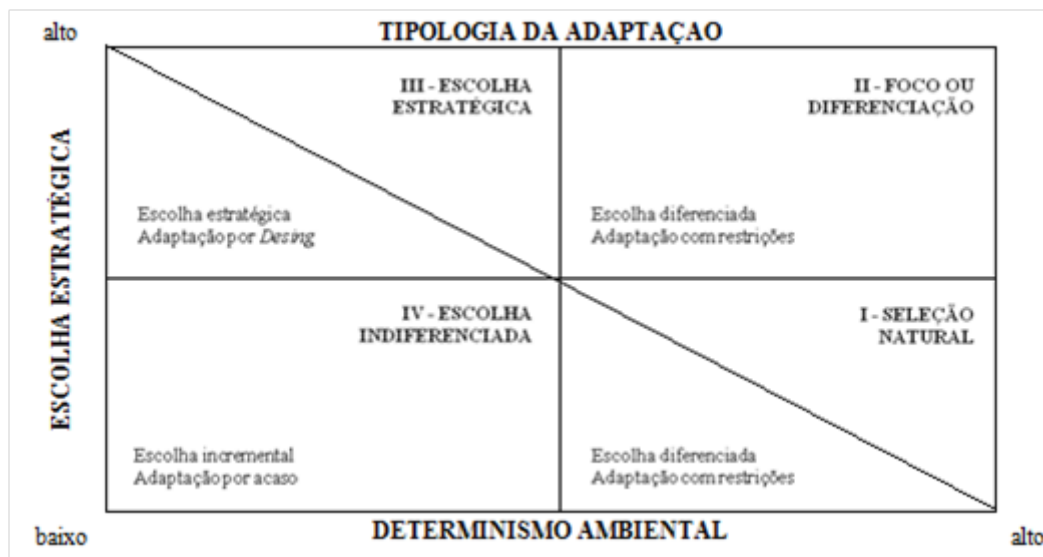 alto
TIPOLOGIA DA ADAPTAÇAO
III - ESCOLHA
ESTRATÉGICA
II - FOCO OU
DIFERENCIAÇÃO
ESCOLHA ESTRATÉGICA
Escolha estratégica
Adaptação por Desing
Escolha diferenciada
Adaptação com restrições
IV - ESCOLHA
INDIFERENCIADA
I - SELEÇÃO
NATURAL
Escolha incremental
Adaptação por acaso
Escolha diferenciada
Adaptação com restrições
baixo
DETERMINISMO AMBIENTAL
alto